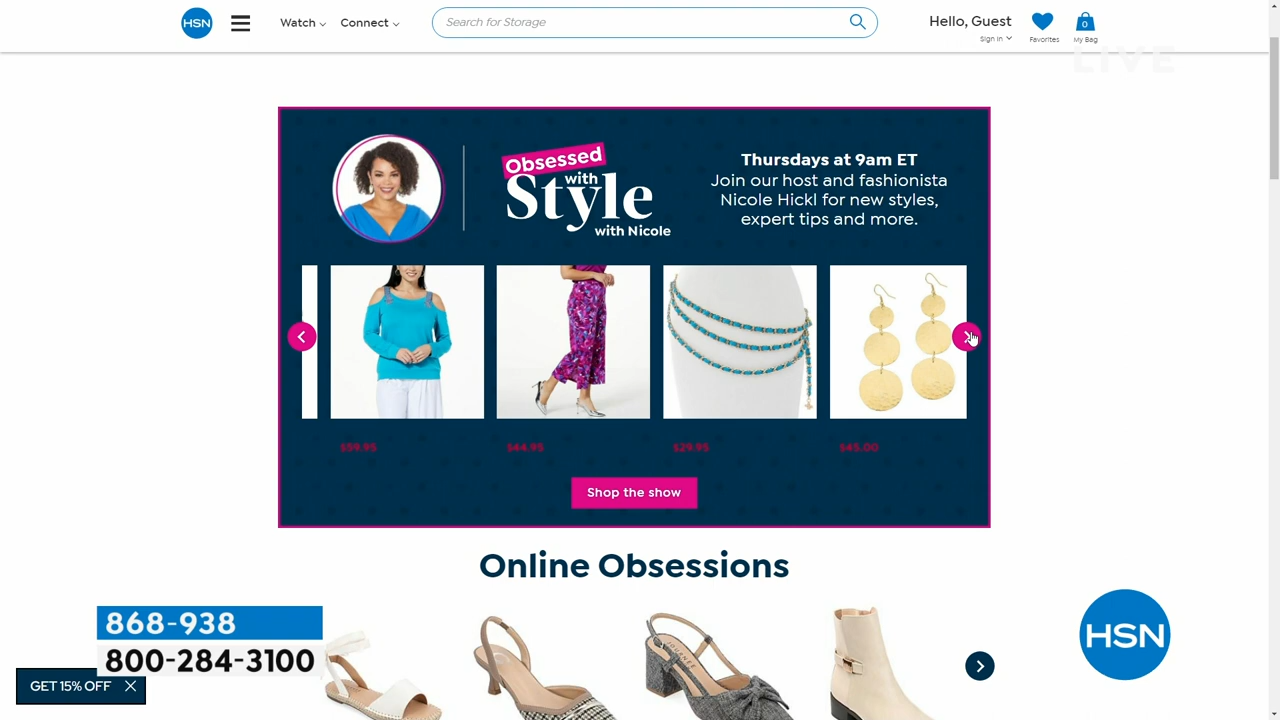 HSN
Watch
Connect
Search for Storage
Hello, Guest
Sign In
Favorites
0
My Bag
LIVE
Obsessed
with
Style
with Nicole
Thursdays at 9am ET
Join our host and fashionista
Nicole Hickl for new styles,
expert tips and more.
$59.95
$44.95
$29.95
$45.00
Shop the show
Online Obsessions
868-938
800-284-3100
GET 15% OFF
HSN